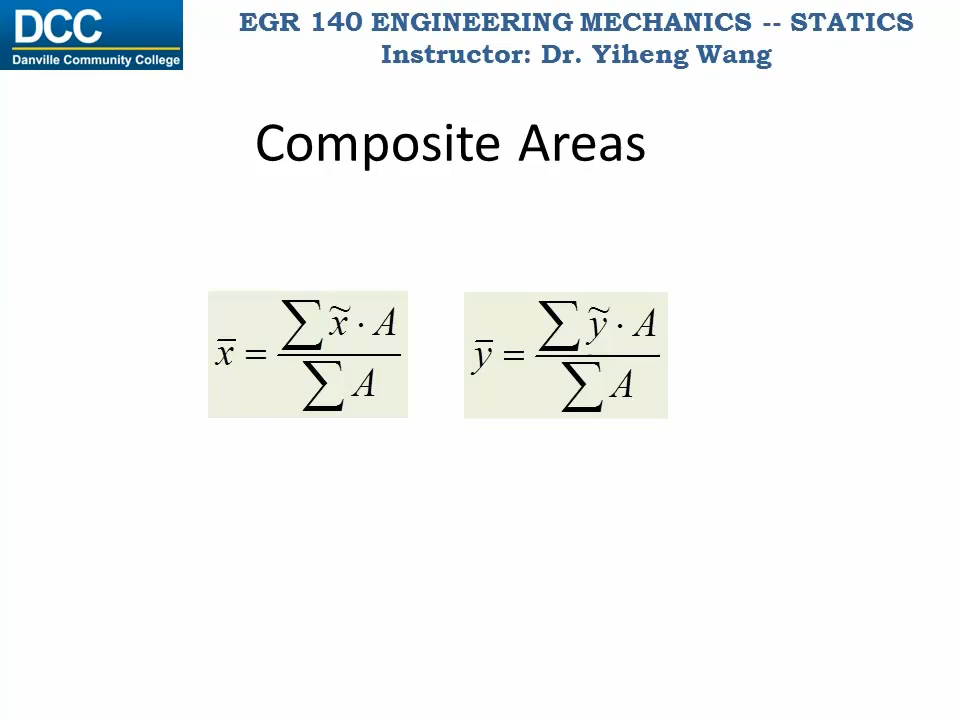 DCC
Danville Community College
EGR 140 ENGINEERING MECHANICS -- STATICS
Instructor: Dr. Yiheng Wang
Composite Areas
x̅ = ∑ x̃ · A / ∑ A
y̅ = ∑ ỹ · A / ∑ A